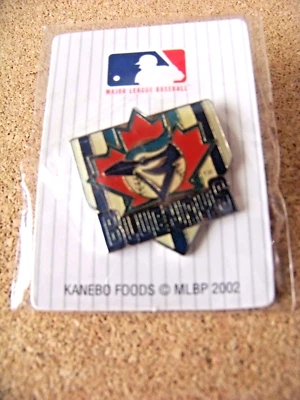 MAJOR LEAGUE BASEBALL
BLUE JAYS
KANEBO FOODS © MLBP 2002